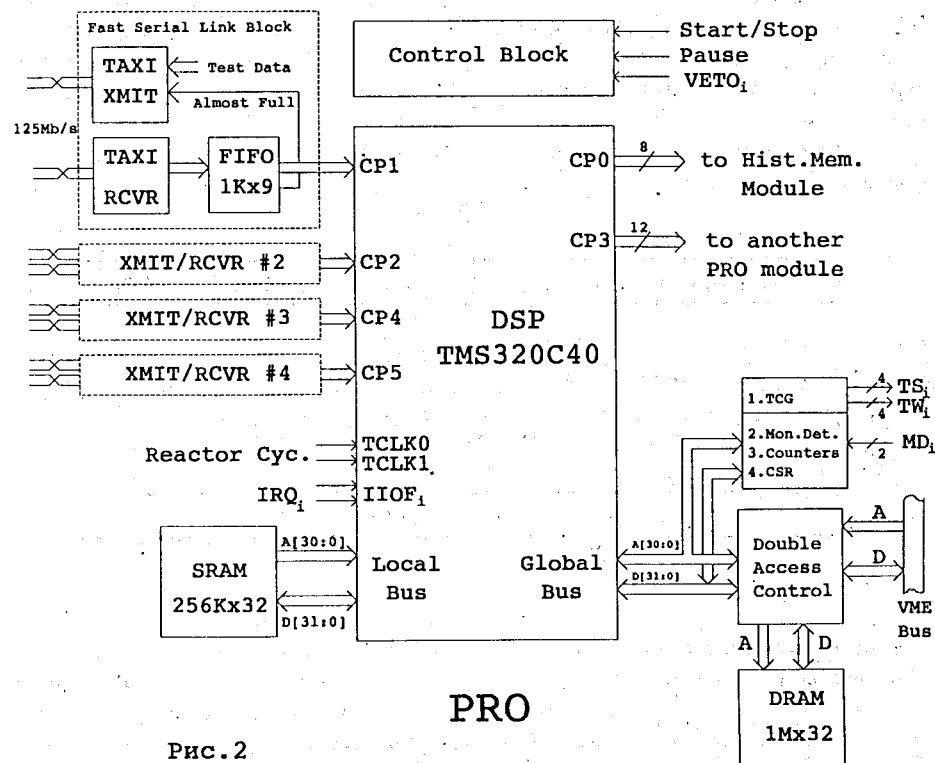 Fast Serial Link Block
TAXI
XMIT
Test Data
Almost Full
125Mb/s
TAXI
RCVR
FIFO
1Kx9
Control Block
Start/Stop
Pause
VETOi
CP1
CP0
8
to Hist.Mem.
Module
CP3
12
to another
PRO module
XMIT/RCVR #2
CP2
XMIT/RCVR #3
CP4
XMIT/RCVR #4
CP5
DSP
TMS320C40
Reactor Cyc.
TCLK0
TCLK1
IRQi
IIOFi
1.TCG
2.Mon.Det.
3.Counters
4.CSR
4
TSi
4
TWi
2
MDi
SRAM
256Kx32
A[30:0]
D[31:0]
Local
Bus
Global
Bus
A[30:0]
D[31:0]
Double
Access
Control
A
D
VME
Bus
A
D
DRAM
1Mx32
PRO
Рис.2